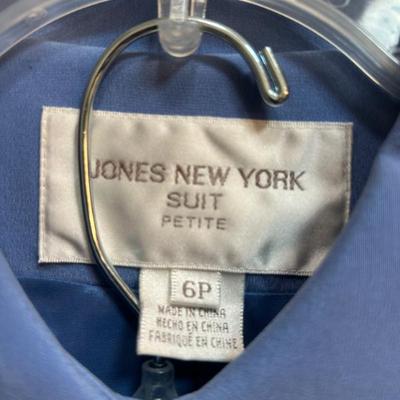 JONES NEW YORK
SUIT
PETITE
6P
MADE IN CHINA
HECHO EN CHINA
FABRIQUÉ EN CHINE